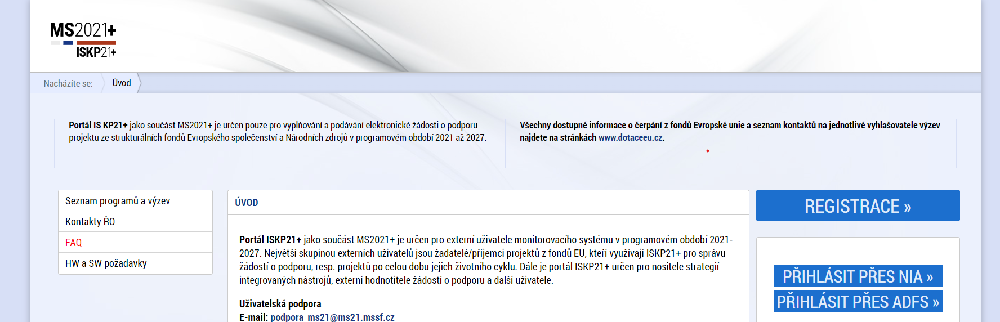 MS2021+
ISKP21+
Nacházíte se:
Úvod
Portál IS KP21+ jako součást MS2021+ je určen pouze pro vyplňování a podávání elektronické žádosti o podporu
projektu ze strukturálních fondů Evropského společenství a Národních zdrojů v programovém období 2021 až 2027.
Všechny dostupné informace o čerpání z fondů Evropské unie a seznam kontaktů na jednotlivé vyhlašovatele výzev
najdete na stránkách www.dotaceeu.cz.
Seznam programů a výzev
Kontakty ŘO
FAQ
HW a SW požadavky
ÚVOD
Portál ISKP21+ jako součást MS2021+ je určen pro externí uživatele monitorovacího systému v programovém období 2021-
2027. Největší skupinou externích uživatelů jsou žadatelé/příjemci projektů z fondů EU, kteří využívají ISKP21+ pro správu
žádostí o podporu, resp. projektů po celou dobu jejich životního cyklu. Dále je portál ISKP21+ určen pro nositele strategií
integrovaných nástrojů, externí hodnotitele žádostí o podporu a další uživatele.
Uživatelská podpora
E-mail: podpora_ms21@ms21.mssf.cz
REGISTRACE »
PŘIHLÁSIT PŘES NIA »
PŘIHLÁSIT PŘES ADFS »